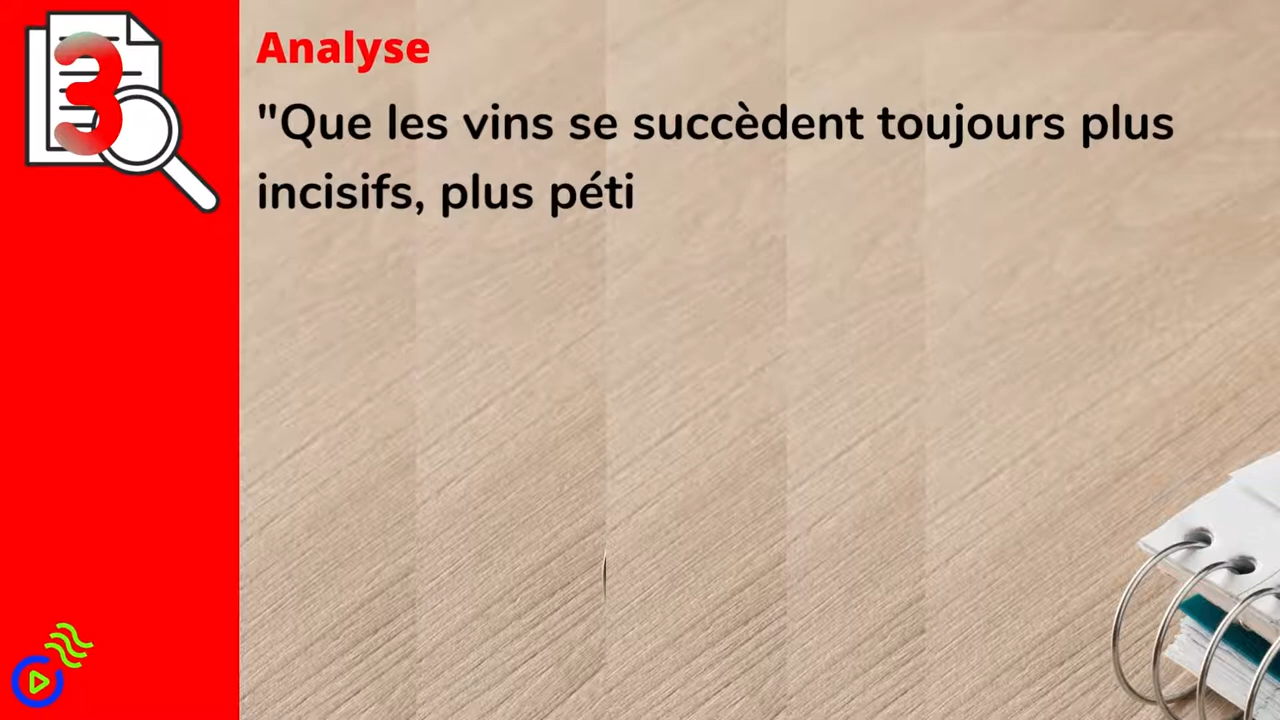 3
Analyse
"Que les vins se succèdent toujours plus
incisifs, plus péti